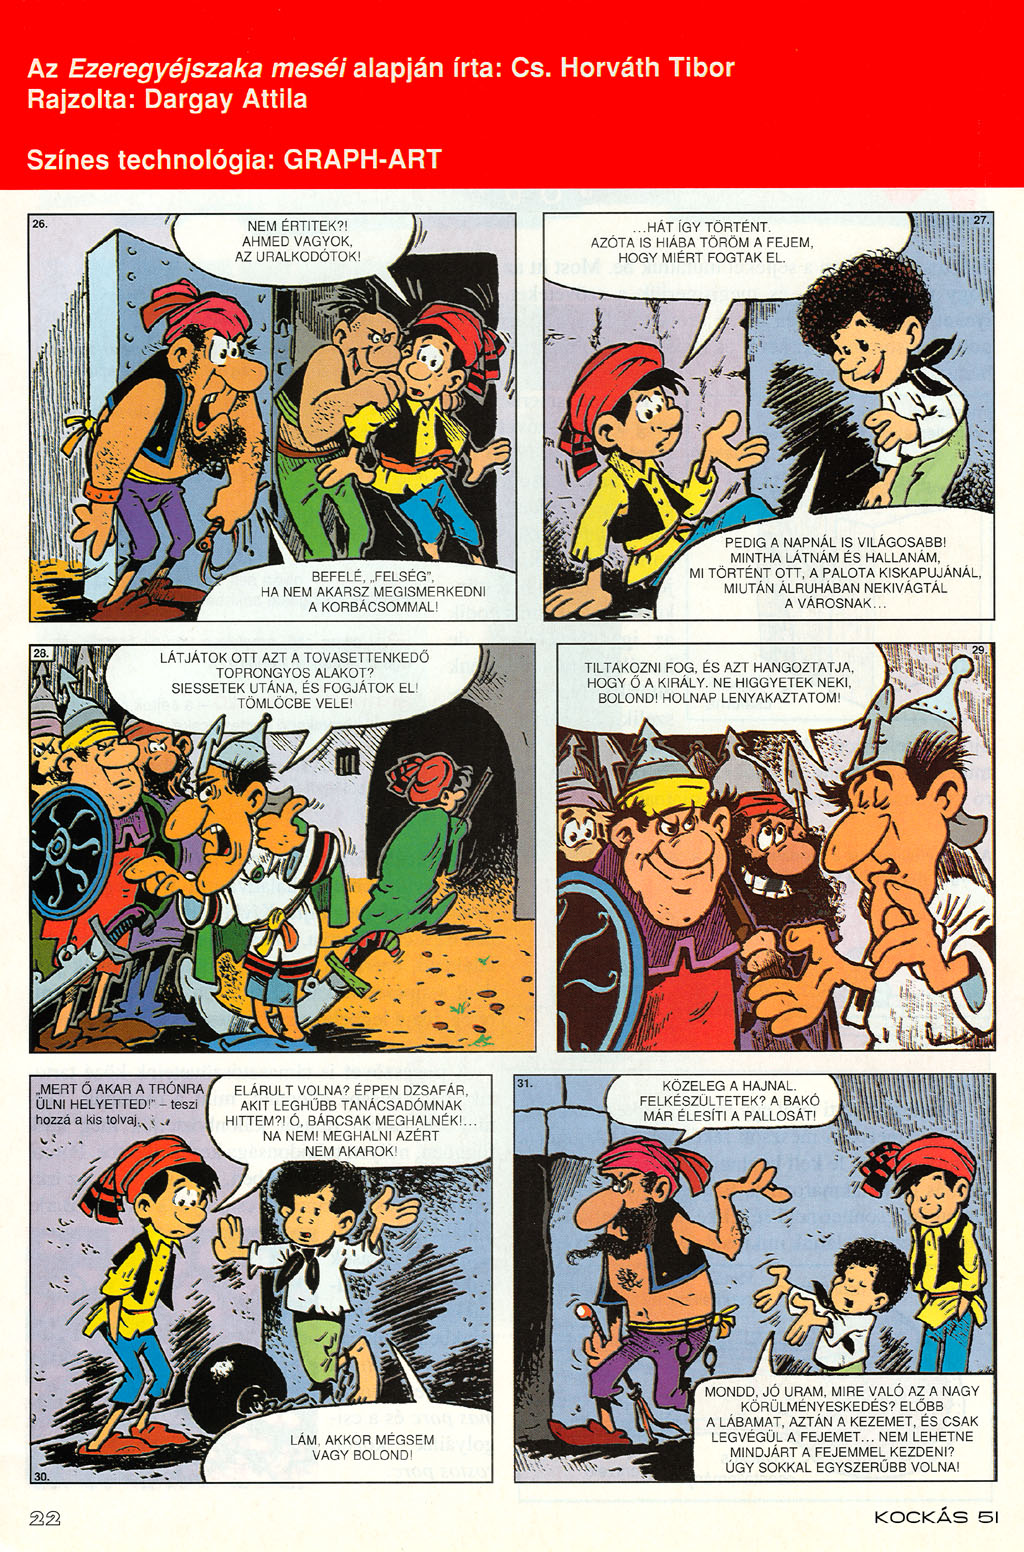 Az Ezeregyéjszaka meséi alapján írta: Cs. Horváth Tibor
Rajzolta: Dargay Attila
Színes technológia: GRAPH-ART
26.
NEM ÉRTITEK?!
AHMED VAGYOK,
AZ URALKODÓTOK!
BEFELÉ, „FELSÉG”,
HA NEM AKARSZ MEGISMERKEDNI
A KORBÁCSOMMAL!
27.
...HÁT ÍGY TÖRTÉNT.
AZÓTA IS HIÁBA TÖRÖM A FEJEM,
HOGY MIÉRT FOGTAK EL.
PEDIG A NAPNÁL IS VILÁGOSABB!
MINTHA LÁTNÁM ÉS HALLANÁM,
MI TÖRTÉNT OTT, A PALOTA KISKAPUJÁNÁL,
MIUTÁN ÁLRUHÁBAN NEKIVÁGTÁL
A VÁROSNAK...
28.
LÁTJÁTOK OTT AZT A TOVASETTENKEDŐ
TOPRONGYOS ALAKOT?
SIESSETEK UTÁNA, ÉS FOGJÁTOK EL!
TÖMLÖCBE VELE!
29.
TILTAKOZNI FOG, ÉS AZT HANGOZTATJA,
HOGY Ő A KIRÁLY. NE HIGGYETEK NEKI,
BOLOND! HOLNAP LENYAKAZTATOM!
„MERT Ő AKAR A TRÓNRA
ÜLNI HELYETTED!” – teszi
hozzá a kis tolvaj.
ELÁRULT VOLNA? ÉPPEN DZSAFÁR,
AKIT LEGHŰBB TANÁCSADÓMNAK
HITTEM?! Ó, BÁRCSAK MEGHALNÉK!...
NA NEM! MEGHALNI AZÉRT
NEM AKAROK!
LÁM, AKKOR MÉGSEM
VAGY BOLOND!
30.
31.
KÖZELEG A HAJNAL.
FELKÉSZÜLTETEK? A BAKÓ
MÁR ÉLESÍTI A PALLOSÁT!
MONDD, JÓ URAM, MIRE VALÓ AZ A NAGY
KÖRÜLMÉNYESKEDÉS? ELŐBB
A LÁBAMAT, AZTÁN A KEZEMET, ÉS CSAK
LEGVÉGÜL A FEJEMET... NEM LEHETNE
MINDJÁRT A FEJEMMEL KEZDENI?
ÚGY SOKKAL EGYSZERŰBB VOLNA!
22
KOCKÁS 51